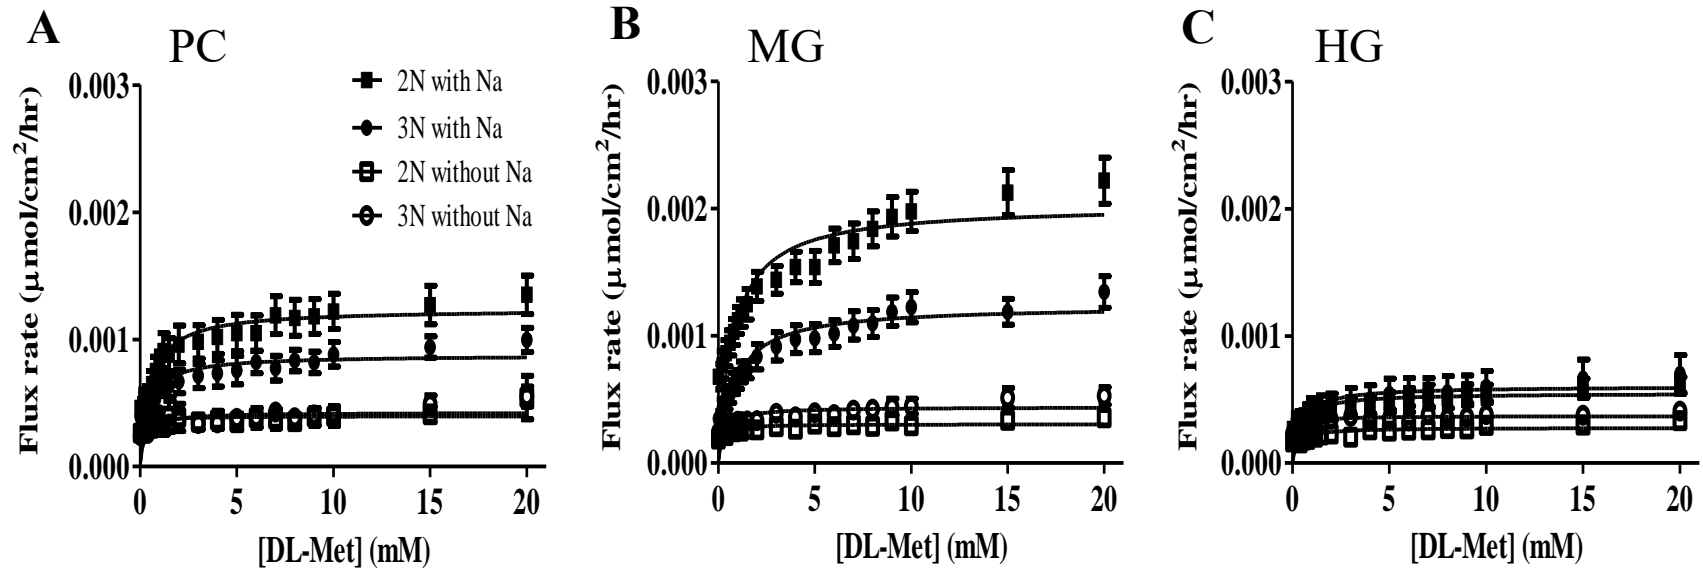 A
PC
Flux rate (μmol/cm²/hr)
0.003
0.002
0.001
0.000
2N with Na
3N with Na
2N without Na
3N without Na
0 5 10 15 20
[DL-Met] (mM)
B
MG
Flux rate (μmol/cm²/hr)
0.003
0.002
0.001
0.000
0 5 10 15 20
[DL-Met] (mM)
C
HG
Flux rate (μmol/cm²/hr)
0.003
0.002
0.001
0.000
0 5 10 15 20
[DL-Met] (mM)